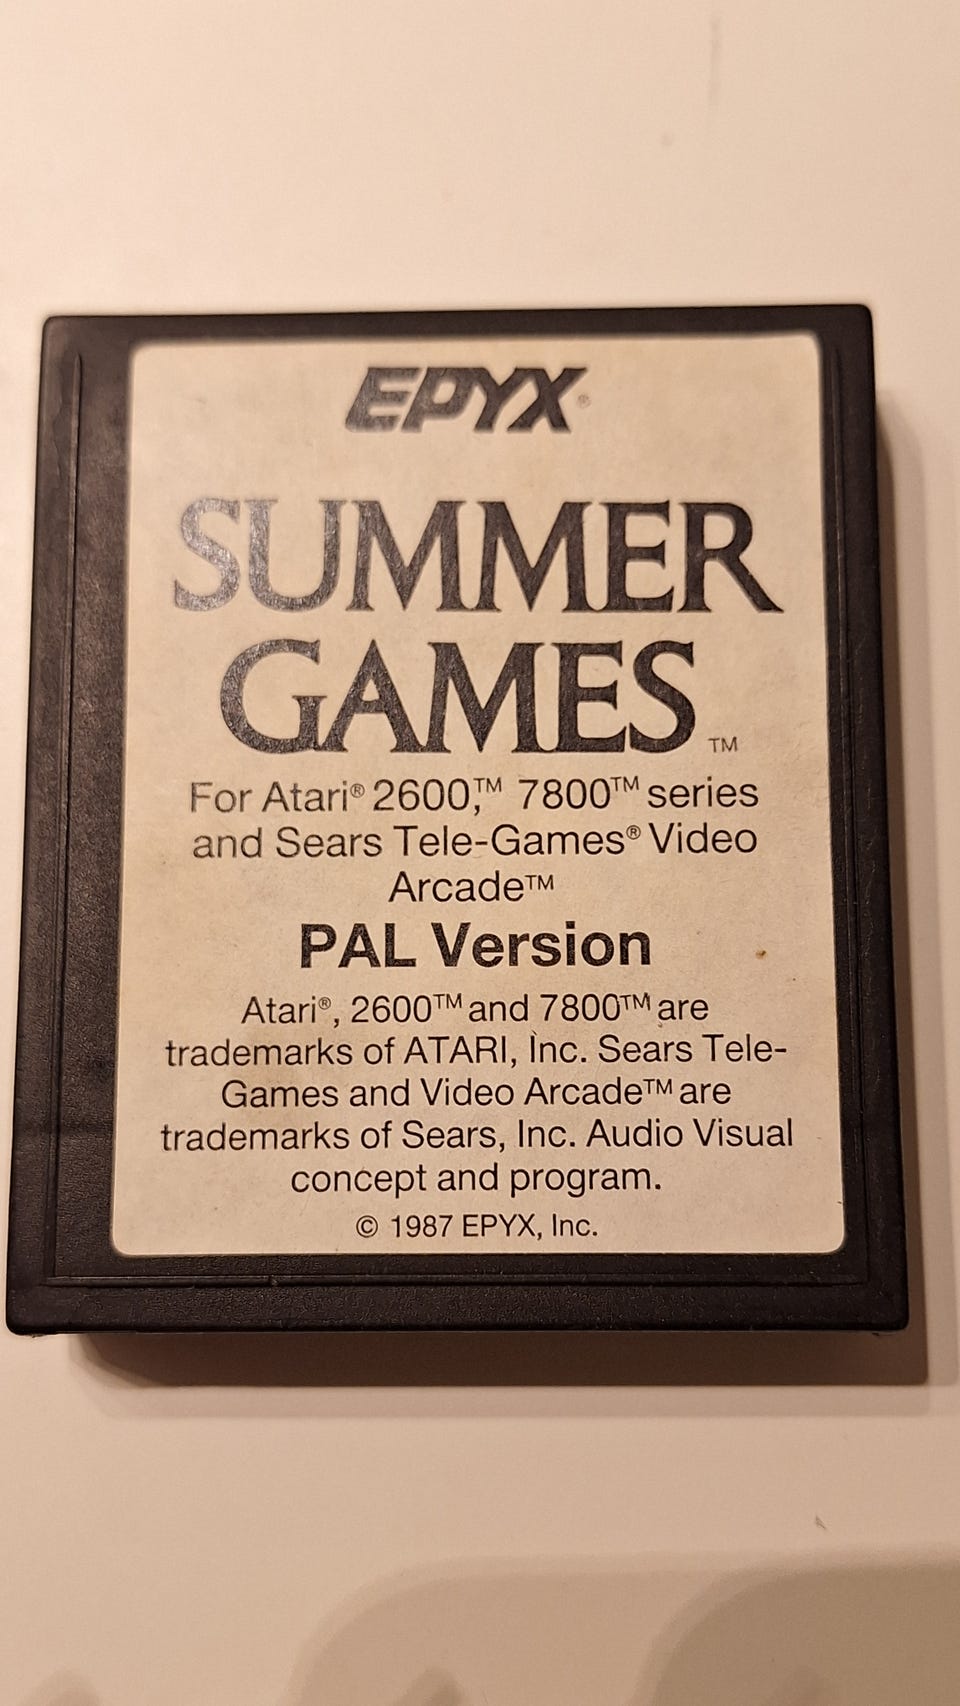 EPYX®
SUMMER
GAMES™
For Atari® 2600,™ 7800™ series
and Sears Tele-Games® Video
Arcade™
PAL Version
Atari®, 2600™ and 7800™ are
trademarks of ATARI, Inc. Sears Tele-
Games and Video Arcade™ are
trademarks of Sears, Inc. Audio Visual
concept and program.
© 1987 EPYX, Inc.